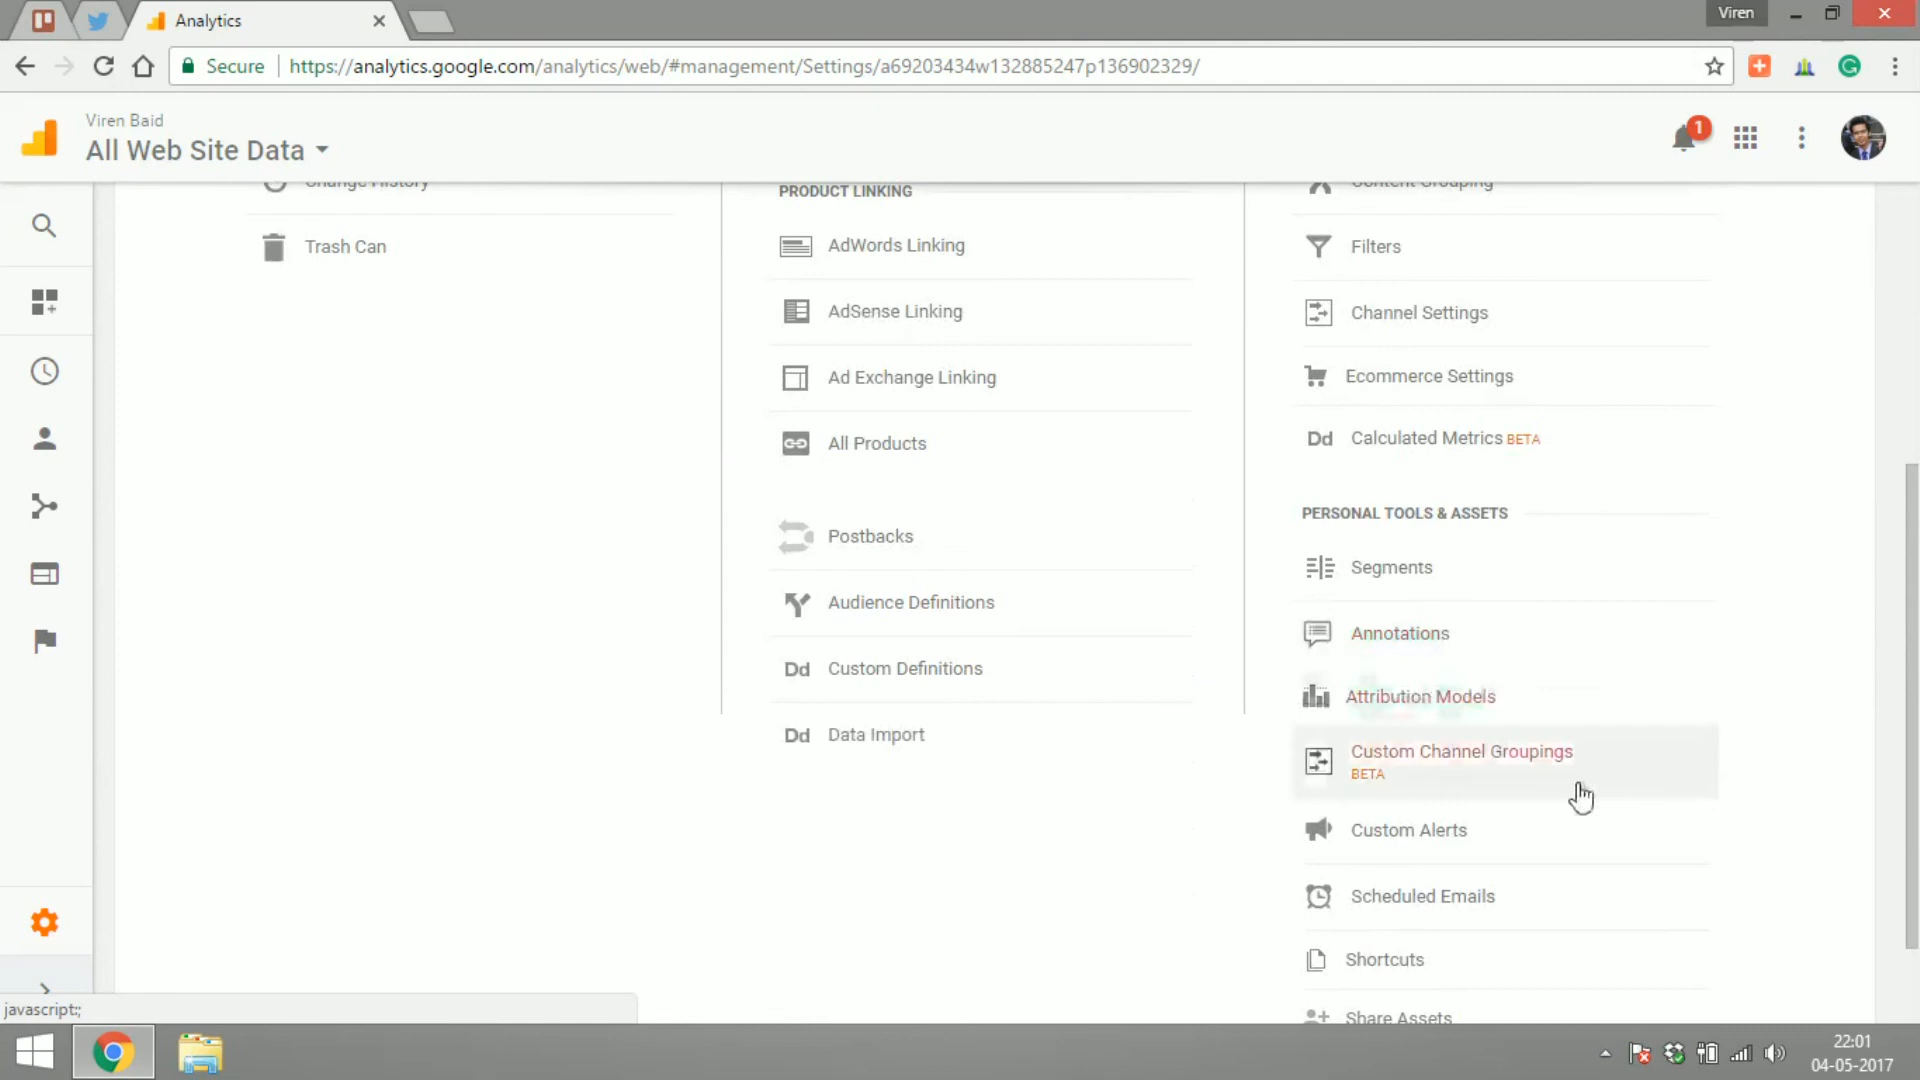 Analytics
Viren
Secure
https://analytics.google.com/analytics/web/#management/Settings/a69203434w132885247p136902329/
Viren Baid
All Web Site Data
1
Change History
Trash Can
PRODUCT LINKING
AdWords Linking
AdSense Linking
Ad Exchange Linking
All Products
Postbacks
Audience Definitions
Dd Custom Definitions
Dd Data Import
Content Grouping
Filters
Channel Settings
Ecommerce Settings
Dd Calculated Metrics BETA
PERSONAL TOOLS & ASSETS
Segments
Annotations
Attribution Models
Custom Channel Groupings
BETA
Custom Alerts
Scheduled Emails
Shortcuts
Share Assets
javascript:;
22:01
04-05-2017